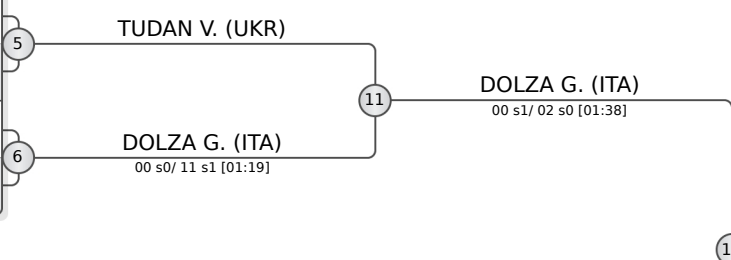 TUDAN V. (UKR)
5
DOLZA G. (ITA)
11
00 s1/ 02 s0 [01:38]
DOLZA G. (ITA)
6
00 s0/ 11 s1 [01:19]